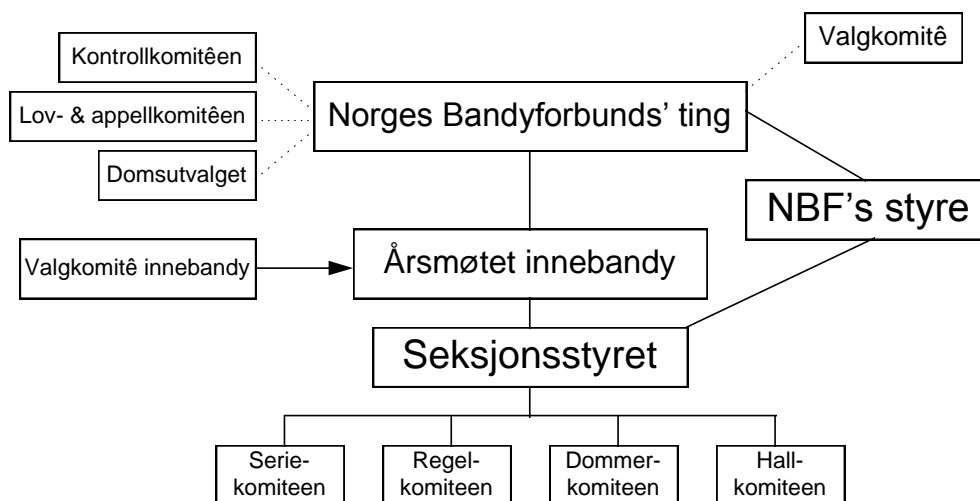 Kontrollkomitêen
Valgkomitê
Lov- & appellkomitêen
Norges Bandyforbunds’ ting
Domsutvalget
NBF’s styre
Valgkomitê innebandy
Årsmøtet innebandy
Seksjonsstyret
Serie-
komiteen
Regel-
komiteen
Dommer-
komiteen
Hall-
komiteen